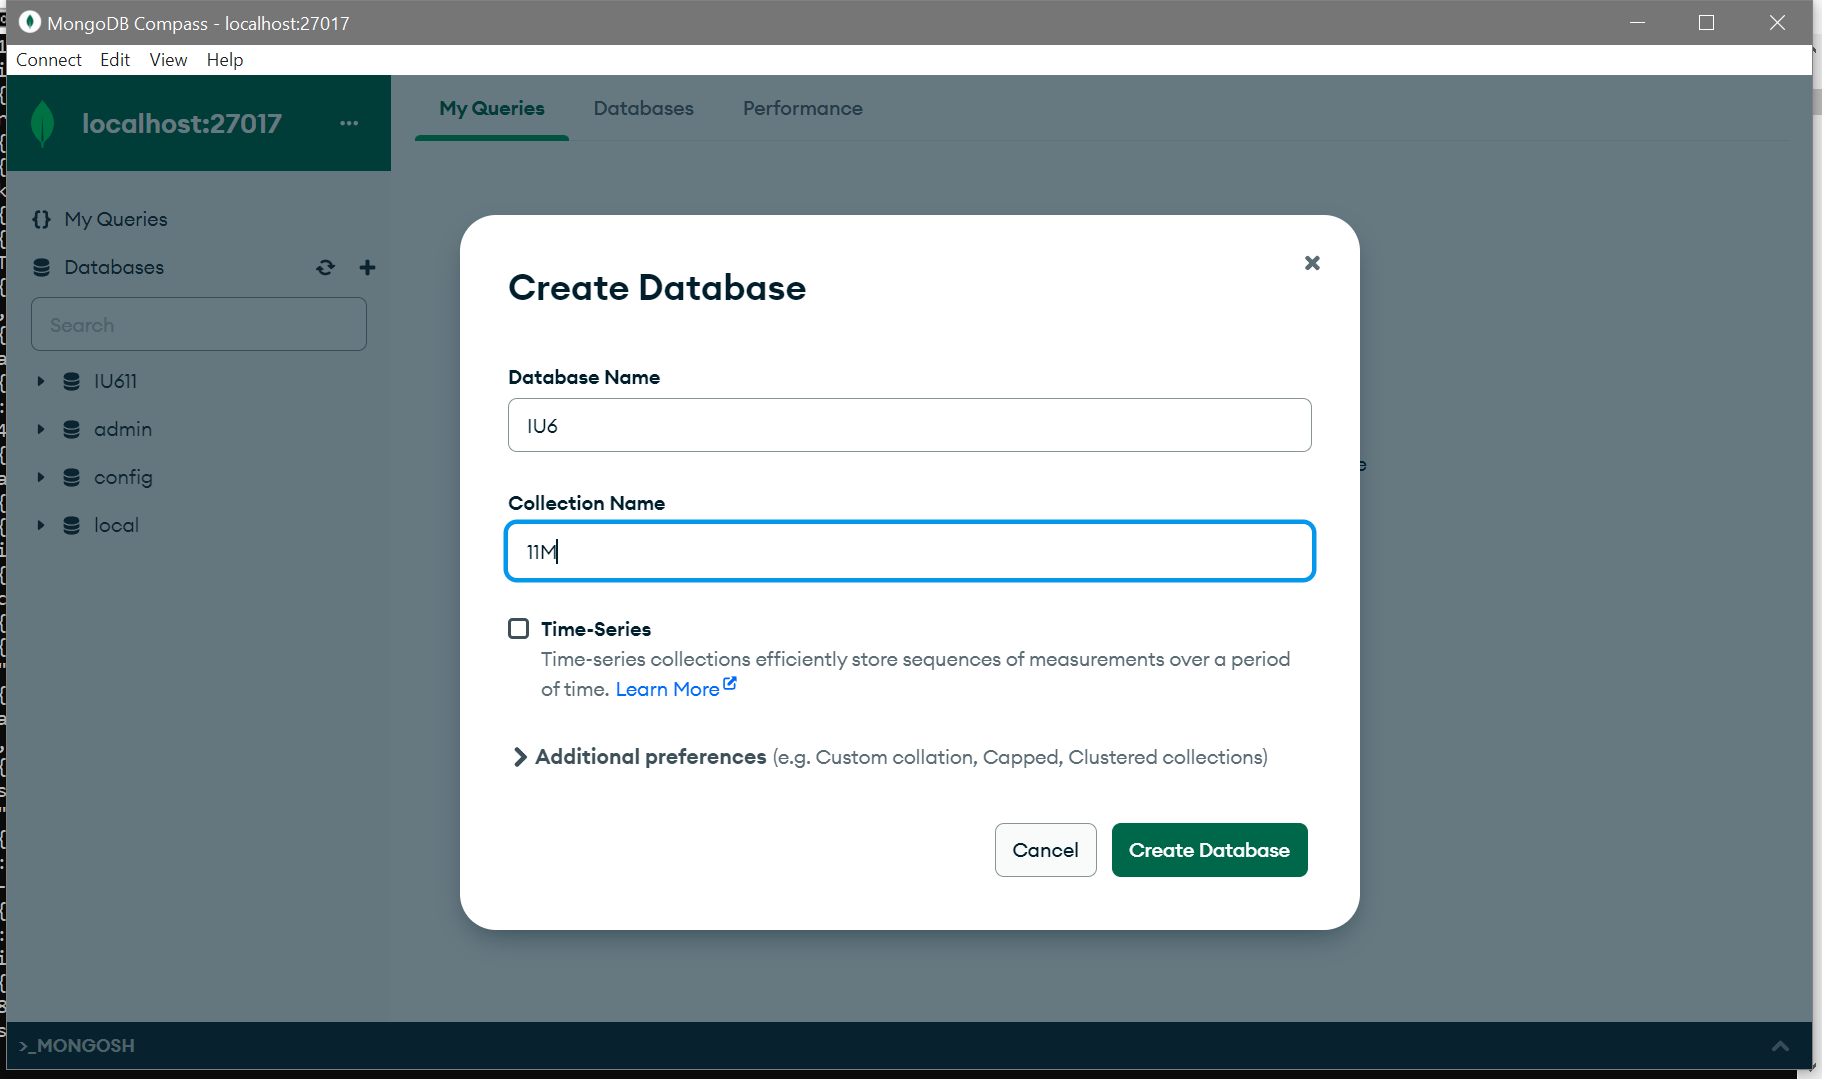 MongoDB Compass - localhost:27017
Connect Edit View Help
localhost:27017 ...
My Queries Databases Performance
{} My Queries
Databases
Search
IU611
admin
config
local
Create Database
Database Name
IU6
Collection Name
11M
Time-Series
Time-series collections efficiently store sequences of measurements over a period
of time. Learn More
Additional preferences (e.g. Custom collation, Capped, Clustered collections)
Cancel Create Database
>_MONGOSH